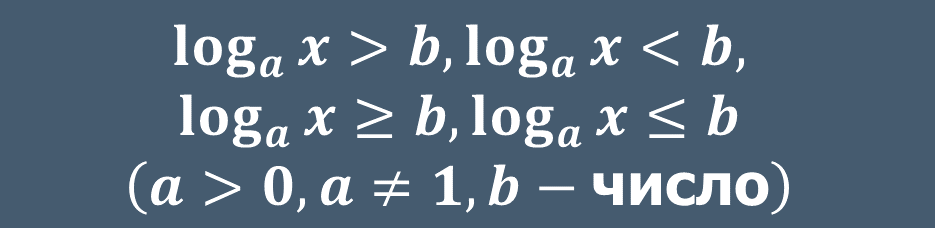 logₐ x > b, logₐ x < b,
logₐ x ≥ b, logₐ x ≤ b
(a > 0, a ≠ 1, b − число)